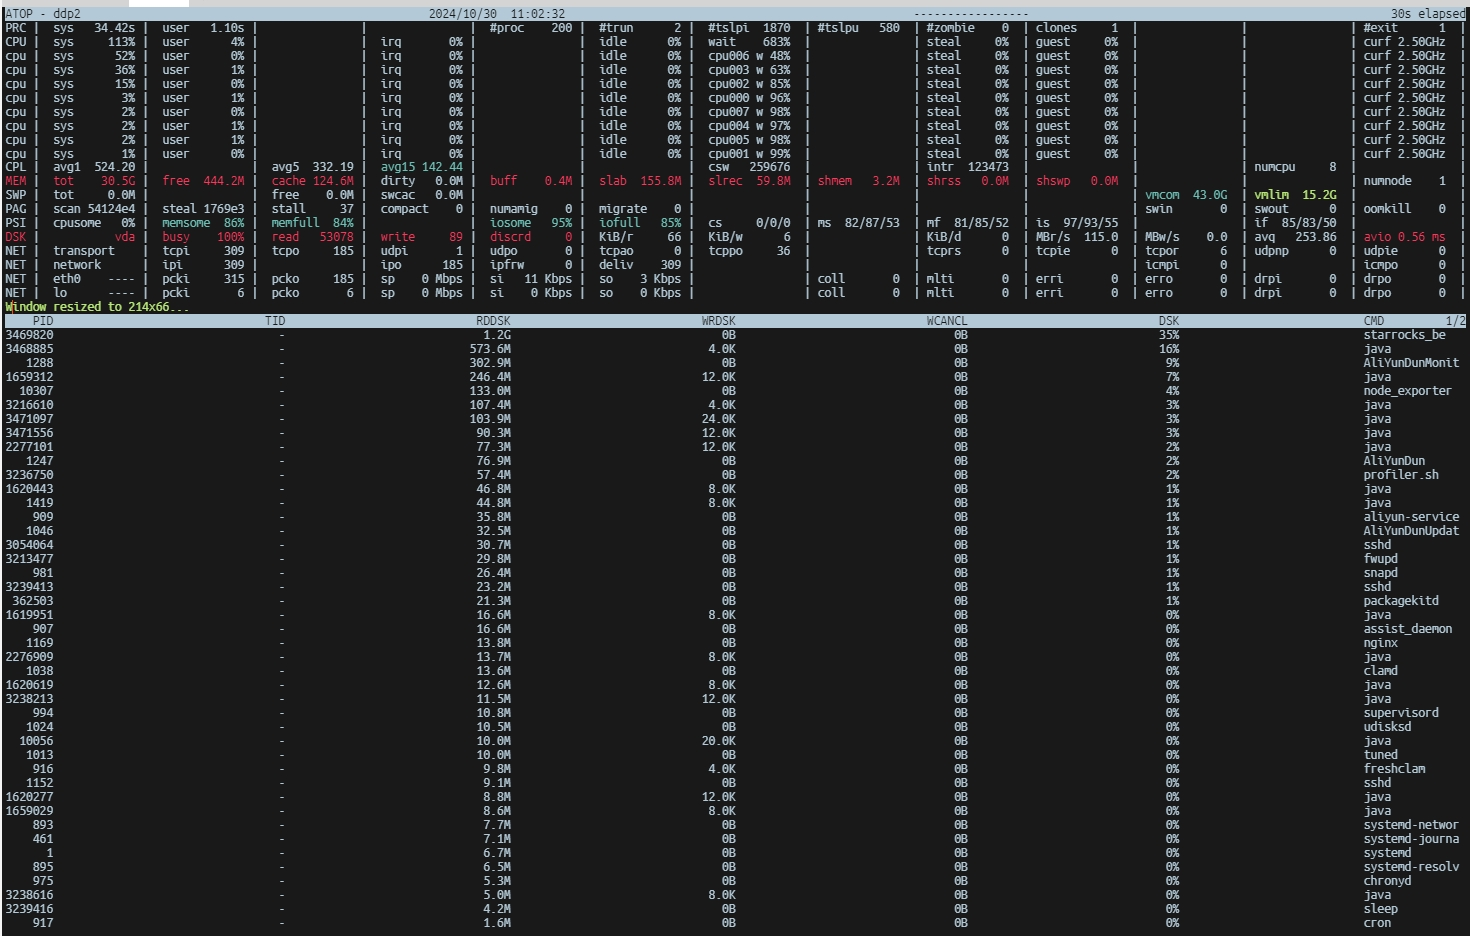 ATOP - ddp2 2024/10/30 11:02:32 ----------------- 30s elapsed
PRC | sys 34.42s | user 1.10s | | | #proc 200 | #trun 2 | #tslpi 1870 | #tslpu 580 | #zombie 0 | clones 1 | | | #exit 1 |
CPU | sys 113% | user 4% | | irq 0% | | idle 0% | wait 683% | | steal 0% | guest 0% | | | curf 2.50GHz |
cpu | sys 52% | user 0% | | irq 0% | | idle 0% | cpu006 w 48% | | steal 0% | guest 0% | | | curf 2.50GHz |
cpu | sys 36% | user 1% | | irq 0% | | idle 0% | cpu003 w 63% | | steal 0% | guest 0% | | | curf 2.50GHz |
cpu | sys 15% | user 0% | | irq 0% | | idle 0% | cpu002 w 85% | | steal 0% | guest 0% | | | curf 2.50GHz |
cpu | sys 3% | user 1% | | irq 0% | | idle 0% | cpu000 w 96% | | steal 0% | guest 0% | | | curf 2.50GHz |
cpu | sys 2% | user 0% | | irq 0% | | idle 0% | cpu007 w 98% | | steal 0% | guest 0% | | | curf 2.50GHz |
cpu | sys 2% | user 1% | | irq 0% | | idle 0% | cpu004 w 97% | | steal 0% | guest 0% | | | curf 2.50GHz |
cpu | sys 2% | user 1% | | irq 0% | | idle 0% | cpu005 w 98% | | steal 0% | guest 0% | | | curf 2.50GHz |
cpu | sys 1% | user 0% | | irq 0% | | idle 0% | cpu001 w 99% | | steal 0% | guest 0% | | | curf 2.50GHz |
CPL | avg1 524.20 | | avg5 332.19 | avg15 142.44 | | | csw 259676 | | intr 123473 | | | numcpu 8 | |
MEM | tot 30.5G | free 444.2M | cache 124.6M | dirty 0.0M | buff 0.4M | slab 155.8M | slrec 59.8M | shmem 3.2M | shrss 0.0M | shswp 0.0M | | | numnode 1 |
SWP | tot 0.0M | | free 0.0M | swcac 0.0M | | | | | | | vmcom 43.0G | vmlim 15.2G | |
PAG | scan 54124e4 | steal 1769e3 | stall 37 | compact 0 | numamig 0 | migrate 0 | | | | | swin 0 | swout 0 | oomkill 0 |
PSI | cpusome 0% | memsome 86% | memfull 84% | | iosome 95% | iofull 85% | cs 0/0/0 | ms 82/87/53 | mf 81/85/52 | is 97/93/55 | | if 85/83/50 | |
DSK | vda | busy 100% | read 53078 | write 89 | discrd 0 | KiB/r 66 | KiB/w 6 | | KiB/d 0 | MBr/s 115.0 | MBw/s 0.0 | avq 253.86 | avio 0.56 ms |
NET | transport | tcpi 309 | tcpo 185 | udpi 1 | udpo 0 | tcpao 0 | tcppo 36 | | tcprs 0 | tcpie 0 | tcpor 6 | udpnp 0 | udpie 0 |
NET | network | ipi 309 | | ipo 185 | ipfrw 0 | deliv 309 | | | | | icmpi 0 | | icmpo 0 |
NET | eth0 ---- | pcki 315 | pcko 185 | sp 0 Mbps | si 11 Kbps | so 3 Kbps | | coll 0 | mlti 0 | erri 0 | erro 0 | drpi 0 | drpo 0 |
NET | lo ---- | pcki 6 | pcko 6 | sp 0 Mbps | si 0 Kbps | so 0 Kbps | | coll 0 | mlti 0 | erri 0 | erro 0 | drpi 0 | drpo 0 |
Window resized to 214x66...
PID TID RDDSK WRDSK WCANCL DSK CMD 1/2
3469820 - 1.2G 0B 0B 35% starrocks_be
3468885 - 573.6M 4.0K 0B 16% java
1288 - 302.9M 0B 0B 9% AliYunDunMonit
1659312 - 246.4M 12.0K 0B 7% java
10307 - 133.0M 0B 0B 4% node_exporter
3216610 - 107.4M 4.0K 0B 3% java
3471097 - 103.9M 24.0K 0B 3% java
3471556 - 90.3M 12.0K 0B 3% java
2277101 - 77.3M 12.0K 0B 2% java
1247 - 76.9M 0B 0B 2% AliYunDun
3236750 - 57.4M 0B 0B 2% profiler.sh
1620443 - 46.8M 8.0K 0B 1% java
1419 - 44.8M 8.0K 0B 1% java
909 - 35.8M 0B 0B 1% aliyun-service
1046 - 32.5M 0B 0B 1% AliYunDunUpdat
3054064 - 30.7M 0B 0B 1% sshd
3213477 - 29.8M 0B 0B 1% fwupd
981 - 26.4M 0B 0B 1% snapd
3239413 - 23.2M 0B 0B 1% sshd
362503 - 21.3M 0B 0B 1% packagekitd
1619951 - 16.6M 8.0K 0B 0% java
907 - 16.6M 0B 0B 0% assist_daemon
1169 - 13.8M 0B 0B 0% nginx
2276909 - 13.7M 8.0K 0B 0% java
1038 - 13.6M 0B 0B 0% clamd
1620619 - 12.6M 8.0K 0B 0% java
3238213 - 11.5M 12.0K 0B 0% java
994 - 10.8M 0B 0B 0% supervisord
1024 - 10.5M 0B 0B 0% udisksd
10056 - 10.0M 20.0K 0B 0% java
1013 - 10.0M 0B 0B 0% tuned
916 - 9.8M 4.0K 0B 0% freshclam
1152 - 9.1M 0B 0B 0% sshd
1620277 - 8.8M 12.0K 0B 0% java
1659029 - 8.6M 8.0K 0B 0% java
893 - 7.7M 0B 0B 0% systemd-networ
461 - 7.1M 0B 0B 0% systemd-journa
1 - 6.7M 0B 0B 0% systemd
895 - 6.5M 0B 0B 0% systemd-resolv
975 - 5.3M 0B 0B 0% chronyd
3238616 - 5.0M 8.0K 0B 0% java
3239416 - 4.2M 0B 0B 0% sleep
917 - 1.6M 0B 0B 0% cron